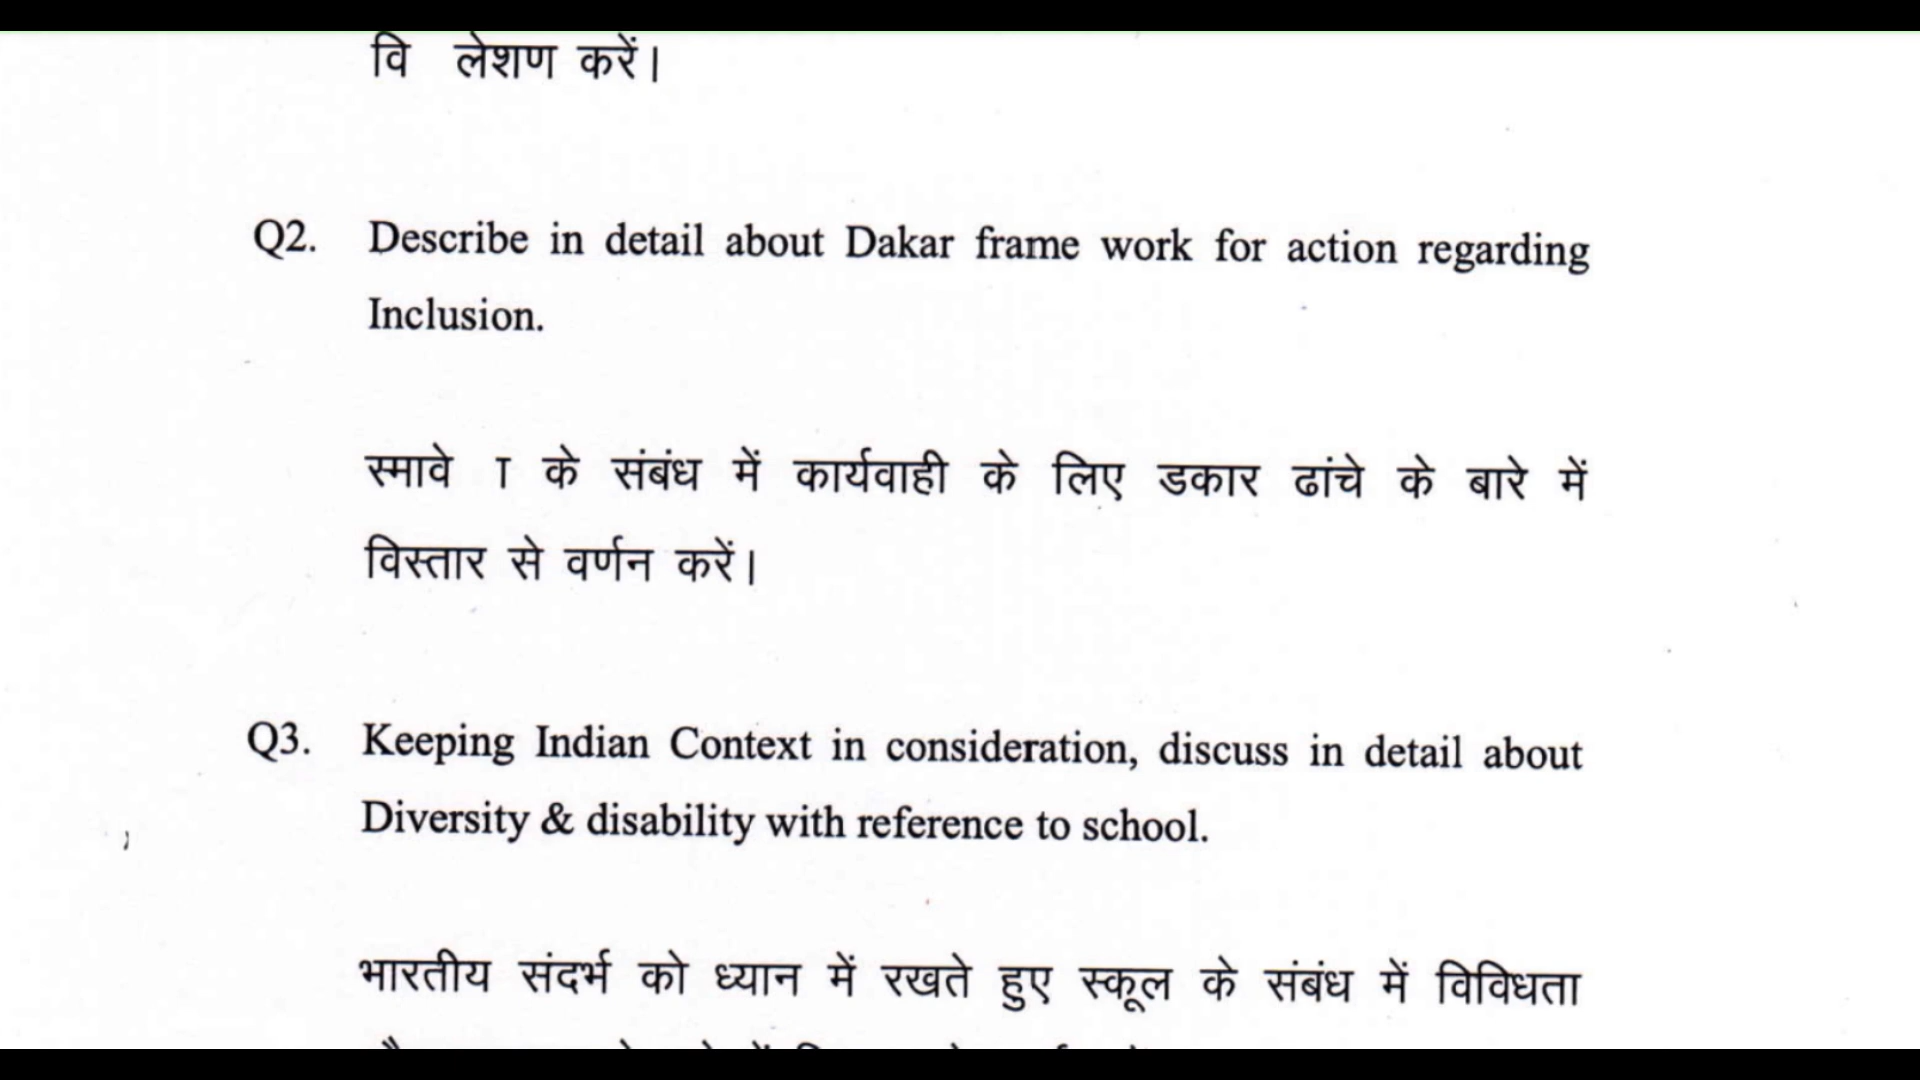 वि लेशण करें।
Q2. Describe in detail about Dakar frame work for action regarding
Inclusion.
स्मावे T के संबंध में कार्यवाही के लिए डकार ढांचे के बारे में
विस्तार से वर्णन करें।
Q3. Keeping Indian Context in consideration, discuss in detail about
Diversity & disability with reference to school.
भारतीय संदर्भ को ध्यान में रखते हुए स्कूल के संबंध में विविधता